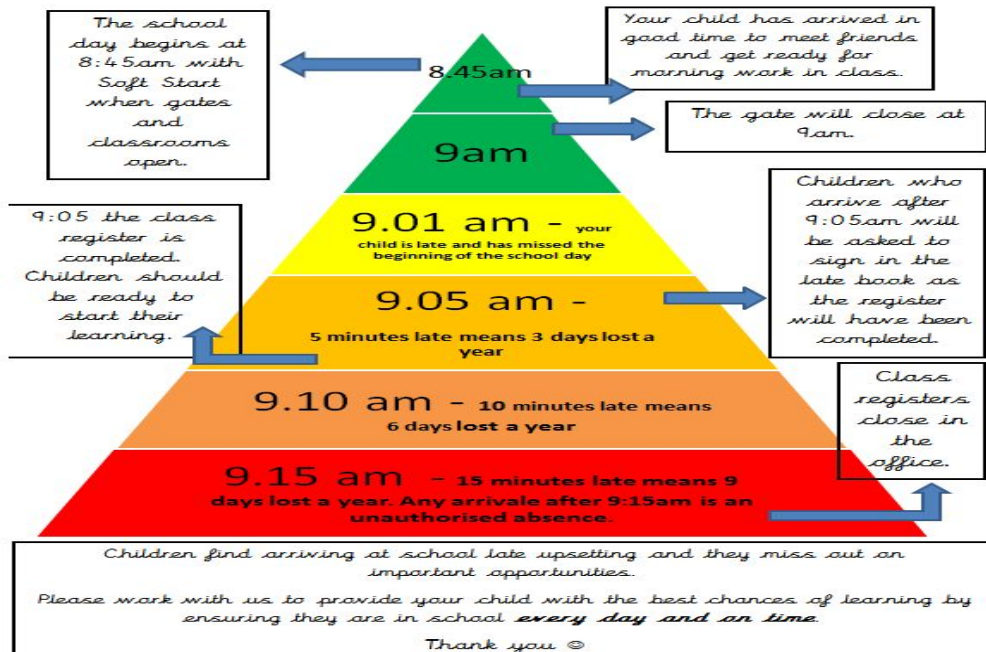 The school
day begins at
8:45am with
Soft Start
when gates
and
classrooms
open.
8.45am
Your child has arrived in
good time to meet friends
and get ready for
morning work in class.
9am
The gate will close at
9am.
9:05 the class
register is
completed.
Children should
be ready to
start their
learning.
9.01 am - your
child is late and has missed the
beginning of the school day
Children who
arrive after
9:05am will
be asked to
sign in the
late book as
the register
will have been
completed.
9.05 am -
5 minutes late means 3 days lost a
year
9.10 am - 10 minutes late means
6 days lost a year
Class
registers
close in
the
office.
9.15 am - 15 minutes late means 9
days lost a year. Any arrivale after 9:15am is an
unauthorised absence.
Children find arriving at school late upsetting and they miss out on
important opportunities.
Please work with us to provide your child with the best chances of learning by
ensuring they are in school every day and on time.
Thank you ☺